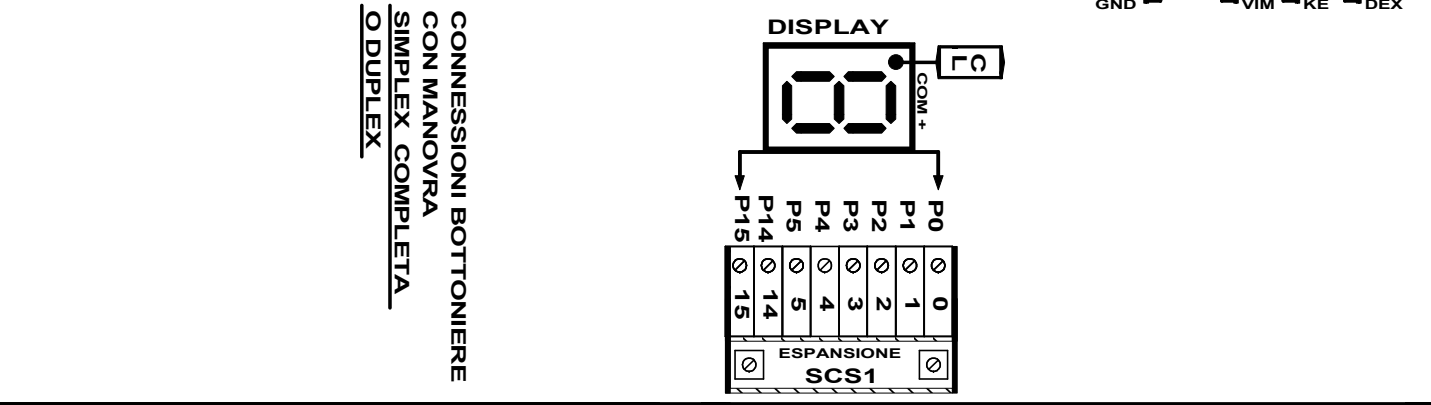 GND
VIM
KE
DEX
CONNESSIONI BOTTONIERE
CON MANOVRA
SIMPLEX COMPLETA
O DUPLEX
DISPLAY
CL
COM +
P15 P14 P5 P4 P3 P2 P1 P0
15 14 5 4 3 2 1 0
ESPANSIONE
SCS1